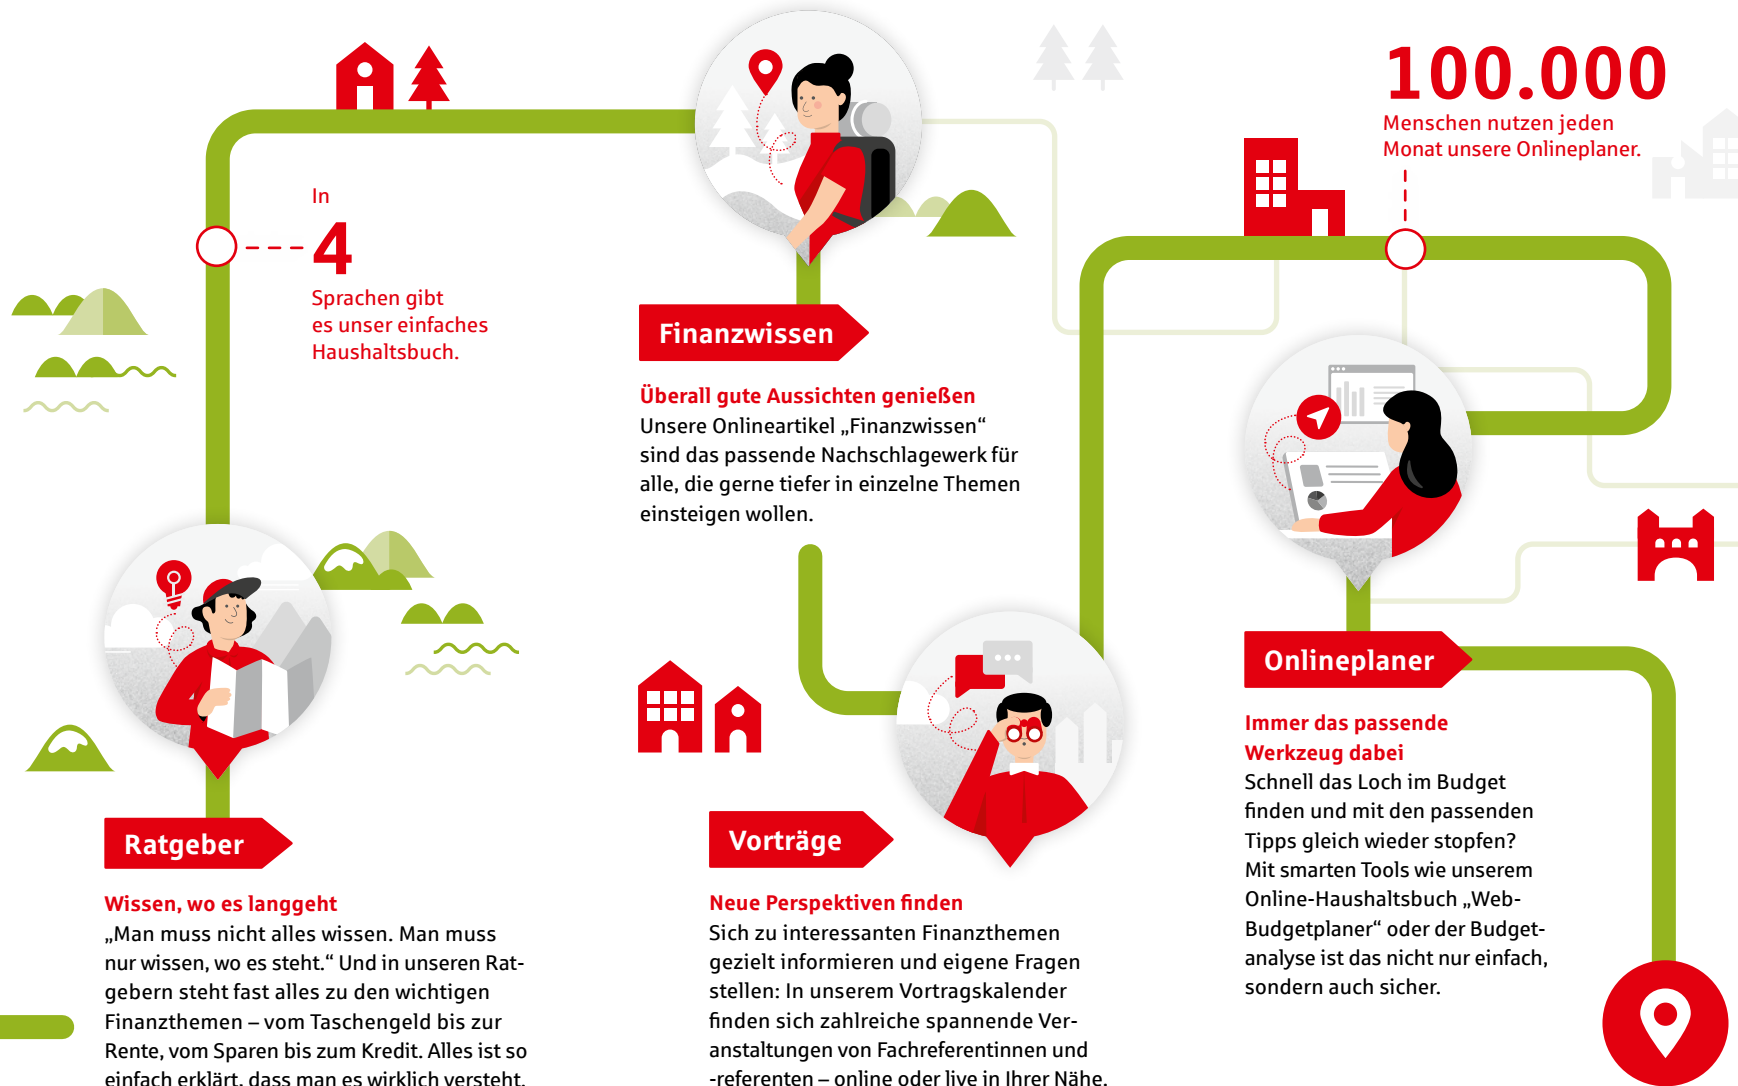 In
4
Sprachen gibt
es unser einfaches
Haushaltsbuch.
Ratgeber
Wissen, wo es langgeht
„Man muss nicht alles wissen. Man muss
nur wissen, wo es steht.“ Und in unseren Rat-
gebern steht fast alles zu den wichtigen
Finanzthemen – vom Taschengeld bis zur
Rente, vom Sparen bis zum Kredit. Alles ist so
einfach erklärt, dass man es wirklich versteht.
Finanzwissen
Überall gute Aussichten genießen
Unsere Onlineartikel „Finanzwissen“
sind das passende Nachschlagewerk für
alle, die gerne tiefer in einzelne Themen
einsteigen wollen.
Vorträge
Neue Perspektiven finden
Sich zu interessanten Finanzthemen
gezielt informieren und eigene Fragen
stellen: In unserem Vortragskalender
finden sich zahlreiche spannende Ver-
anstaltungen von Fachreferentinnen und
-referenten – online oder live in Ihrer Nähe.
100.000
Menschen nutzen jeden
Monat unsere Onlineplaner.
Onlineplaner
Immer das passende
Werkzeug dabei
Schnell das Loch im Budget
finden und mit den passenden
Tipps gleich wieder stopfen?
Mit smarten Tools wie unserem
Online-Haushaltsbuch „Web-
Budgetplaner“ oder der Budget-
analyse ist das nicht nur einfach,
sondern auch sicher.